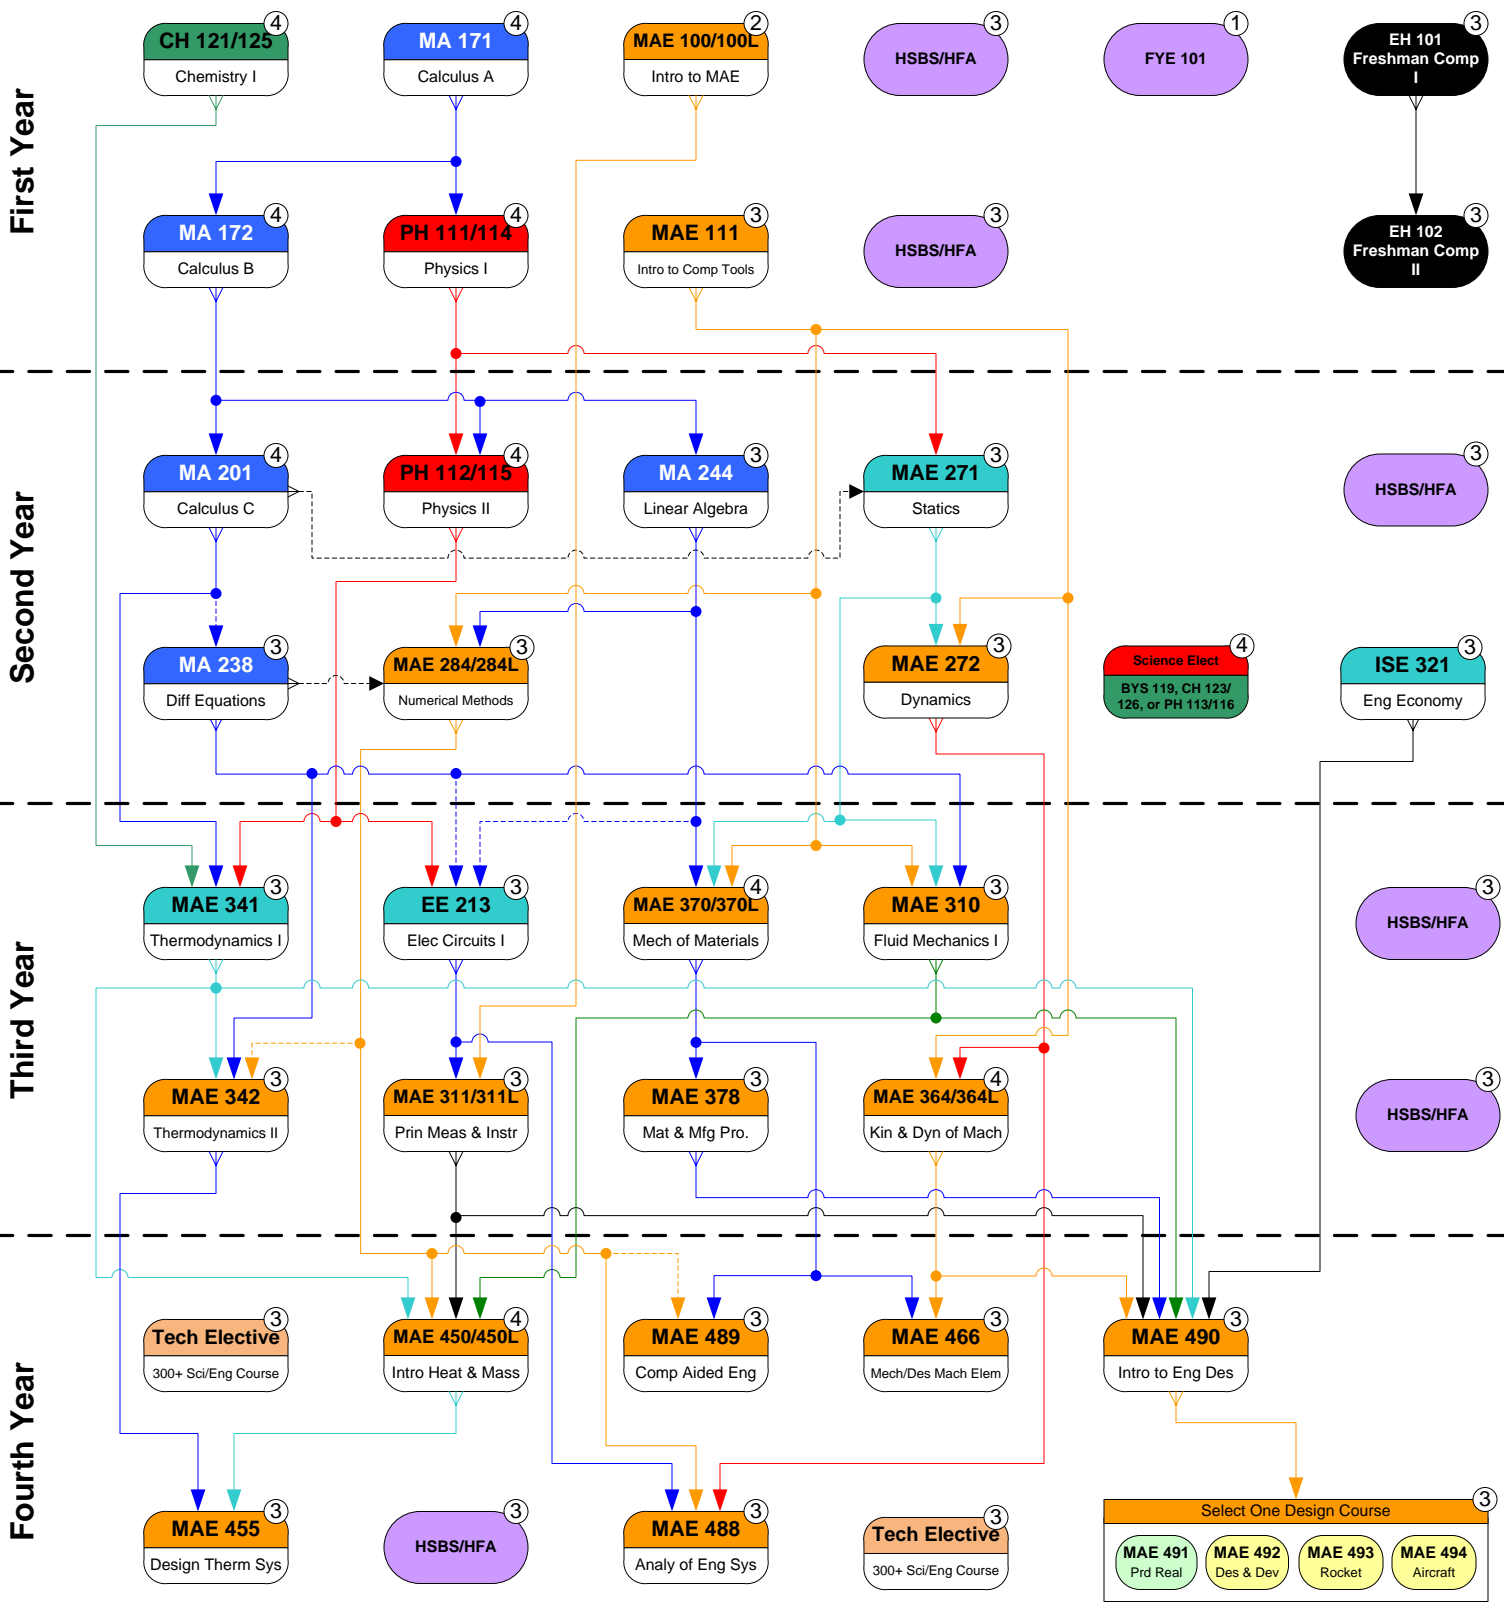 First Year
4
CH 121/125
Chemistry I
4
MA 171
Calculus A
2
MAE 100/100L
Intro to MAE
3
HSBS/HFA
1
FYE 101
3
EH 101
Freshman Comp
I
4
MA 172
Calculus B
4
PH 111/114
Physics I
3
MAE 111
Intro to Comp Tools
3
HSBS/HFA
3
EH 102
Freshman Comp
II
Second Year
4
MA 201
Calculus C
4
PH 112/115
Physics II
3
MA 244
Linear Algebra
3
MAE 271
Statics
3
HSBS/HFA
3
MA 238
Diff Equations
3
MAE 284/284L
Numerical Methods
3
MAE 272
Dynamics
4
Science Elect
BYS 119, CH 123/
126, or PH 113/116
3
ISE 321
Eng Economy
Third Year
3
MAE 341
Thermodynamics I
3
EE 213
Elec Circuits I
4
MAE 370/370L
Mech of Materials
3
MAE 310
Fluid Mechanics I
3
HSBS/HFA
3
MAE 342
Thermodynamics II
3
MAE 311/311L
Prin Meas & Instr
3
MAE 378
Mat & Mfg Pro.
4
MAE 364/364L
Kin & Dyn of Mach
3
HSBS/HFA
Fourth Year
3
Tech Elective
300+ Sci/Eng Course
4
MAE 450/450L
Intro Heat & Mass
3
MAE 489
Comp Aided Eng
3
MAE 466
Mech/Des Mach Elem
3
MAE 490
Intro to Eng Des
3
MAE 455
Design Therm Sys
3
HSBS/HFA
3
MAE 488
Analy of Eng Sys
3
Tech Elective
300+ Sci/Eng Course
3
Select One Design Course
MAE 491
Prd Real
MAE 492
Des & Dev
MAE 493
Rocket
MAE 494
Aircraft